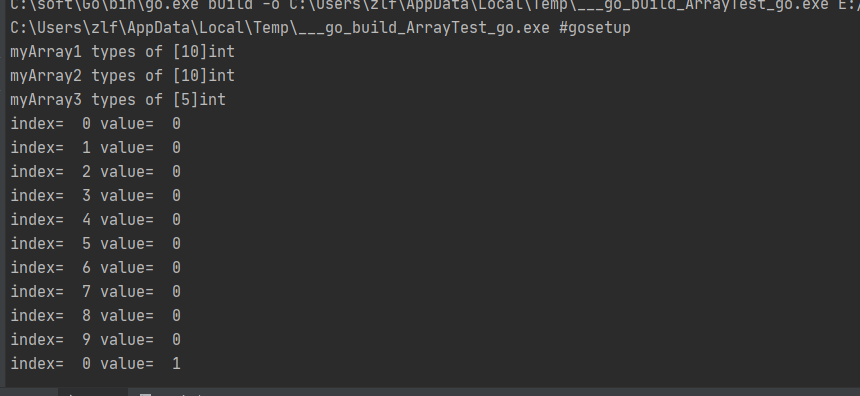 C:\soft\Go\bin\go.exe build -o C:\Users\zlf\AppData\Local\Temp\___go_build_ArrayTest_go.exe E:/
C:\Users\zlf\AppData\Local\Temp\___go_build_ArrayTest_go.exe #gosetup
myArray1 types of [10]int
myArray2 types of [10]int
myArray3 types of [5]int
index=  0 value=  0
index=  1 value=  0
index=  2 value=  0
index=  3 value=  0
index=  4 value=  0
index=  5 value=  0
index=  6 value=  0
index=  7 value=  0
index=  8 value=  0
index=  9 value=  0
index=  0 value=  1